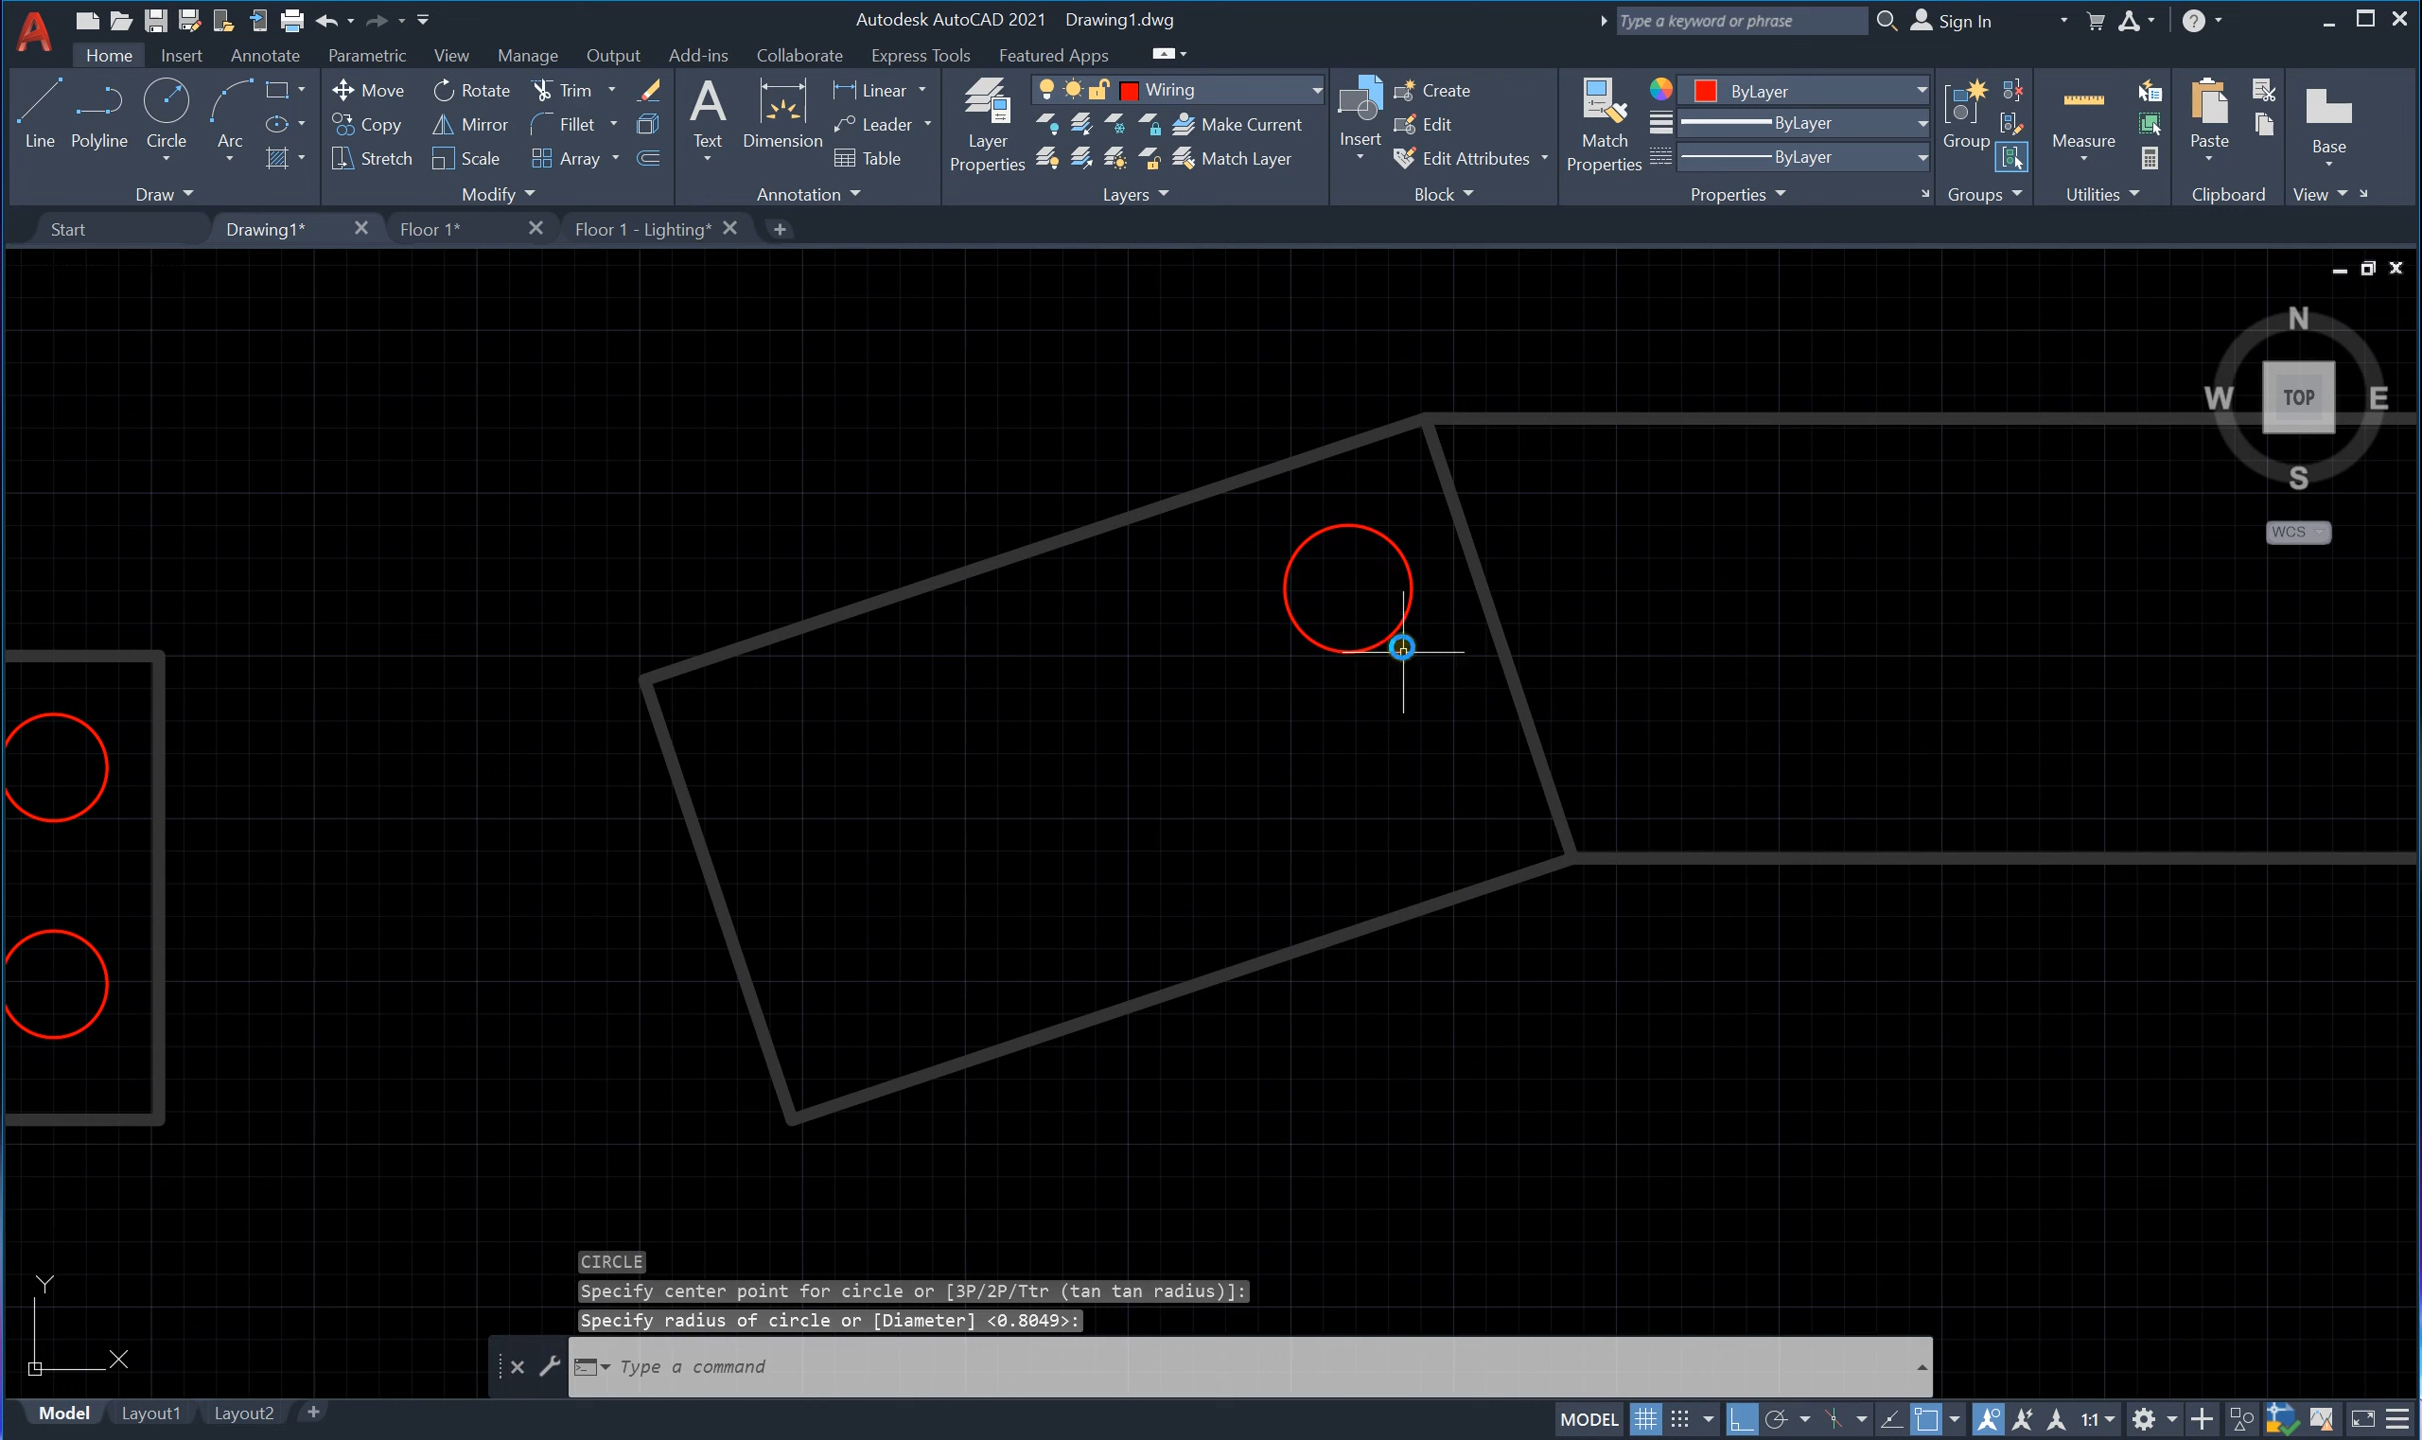 Autodesk AutoCAD 2021 Drawing1.dwg
Type a keyword or phrase
Sign In
Home Insert Annotate Parametric View Manage Output Add-ins Collaborate Express Tools Featured Apps
Line Polyline Circle Arc
Move Rotate Trim
Copy Mirror Fillet
Stretch Scale Array
Text Dimension
Linear
Leader
Table
Layer Properties
Wiring
Make Current
Match Layer
Insert
Create
Edit
Edit Attributes
Match Properties
ByLayer
ByLayer
ByLayer
Group
Measure
Paste
Base
Draw Modify Annotation Layers Block Properties Groups Utilities Clipboard View
Start Drawing1* Floor 1* Floor 1 - Lighting*
N
W TOP E
S
WCS
CIRCLE
Specify center point for circle or [3P/2P/Ttr (tan tan radius)]:
Specify radius of circle or [Diameter] <0.8049>:
Type a command
Y
X
Model Layout1 Layout2
MODEL 1:1